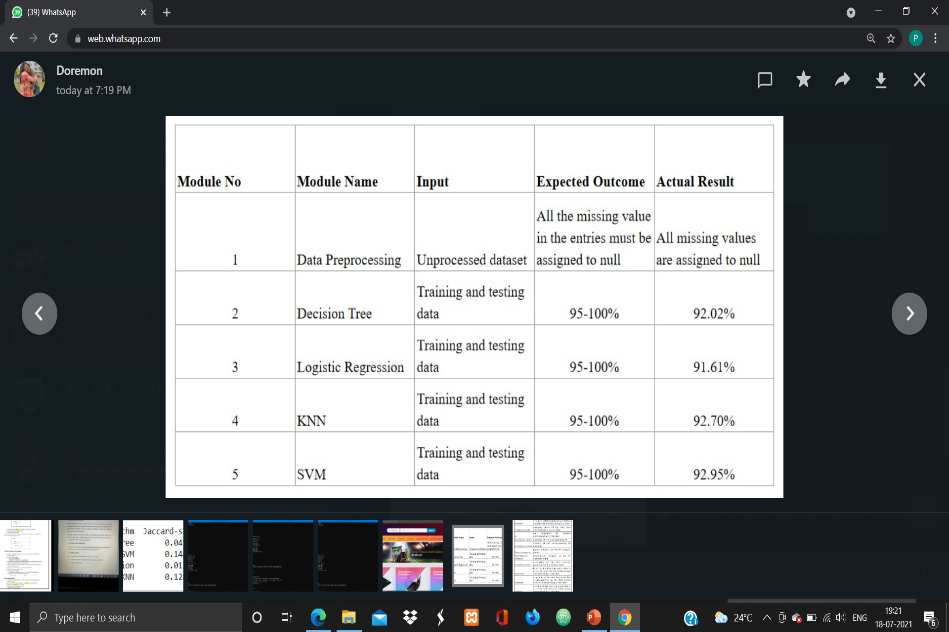 (39) WhatsApp
web.whatsapp.com
P
Doremon
today at 7:19 PM
Module No Module Name Input Expected Outcome Actual Result
All the missing value
in the entries must be All missing values
1 Data Preprocessing Unprocessed dataset assigned to null are assigned to null
Training and testing
2 Decision Tree data 95-100% 92.02%
Training and testing
3 Logistic Regression data 95-100% 91.61%
Training and testing
4 KNN data 95-100% 92.70%
Training and testing
5 SVM data 95-100% 92.95%
hm Jaccard-s
ree 0.04
SVM 0.14
on 0.01
KNN 0.12
Type here to search
24°C
ENG
19:21
18-07-2021
6